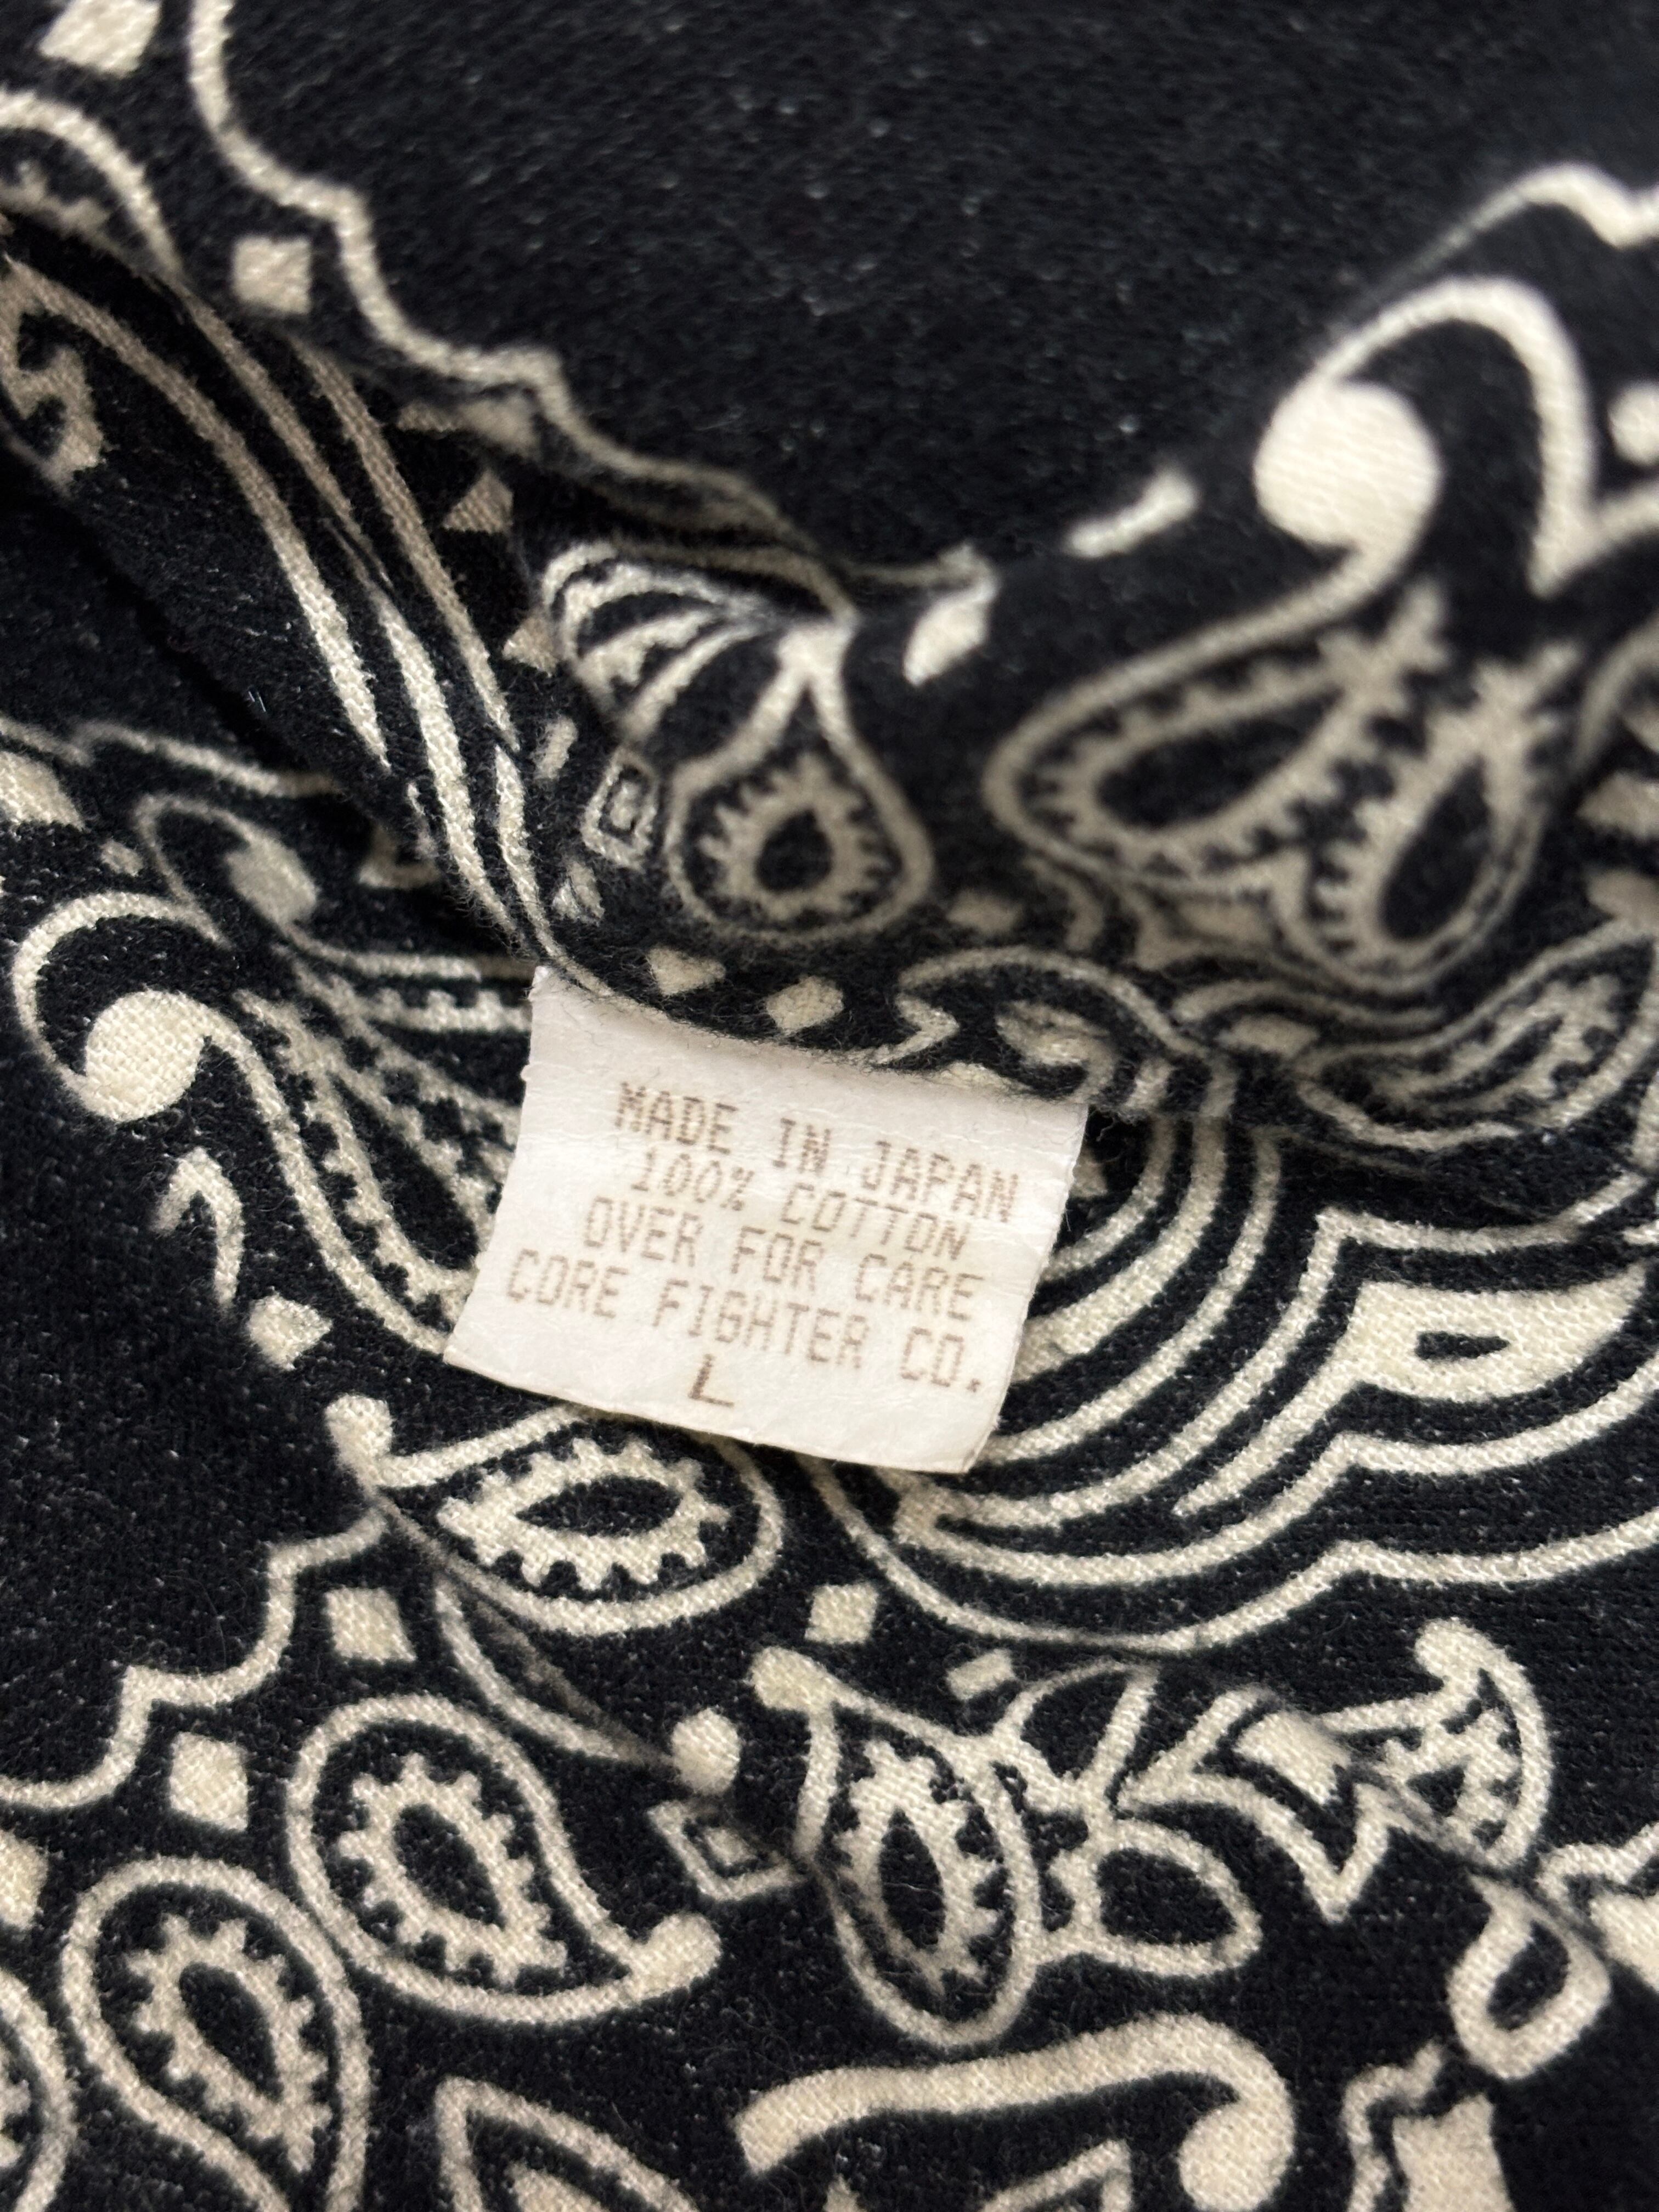 MADE IN JAPAN
100% COTTON
OVER FOR CARE
CORE FIGHTER CO.
L